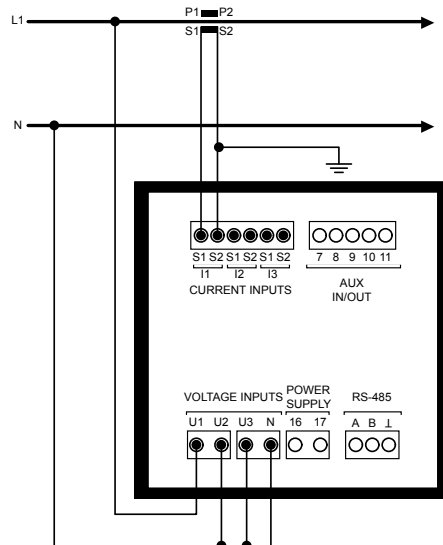 P1 P2
L1
S1 S2
N
S1 S2 S1 S2 S1 S2
I1 I2 I3
CURRENT INPUTS
7 8 9 10 11
AUX
IN/OUT
VOLTAGE INPUTS
POWER
SUPPLY
RS-485
U1 U2 U3 N
16 17
A B ⊥